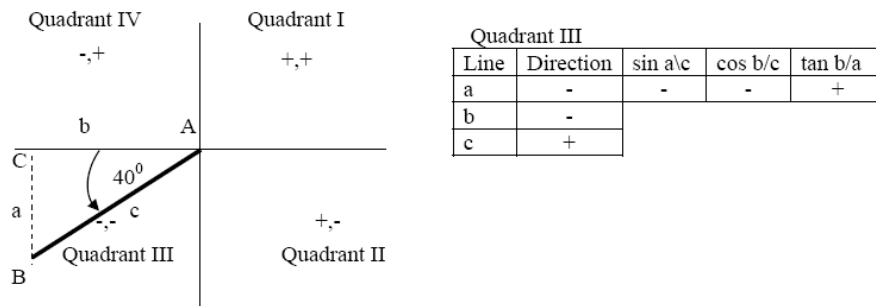 Quadrant IV
Quadrant I
-,+
+,+
b
A
C
40⁰
a
c
-,-
+,-
Quadrant III
Quadrant II
B
Quadrant III
Line Direction sin a\c cos b/c tan b/a
a - - - +
b -
c +